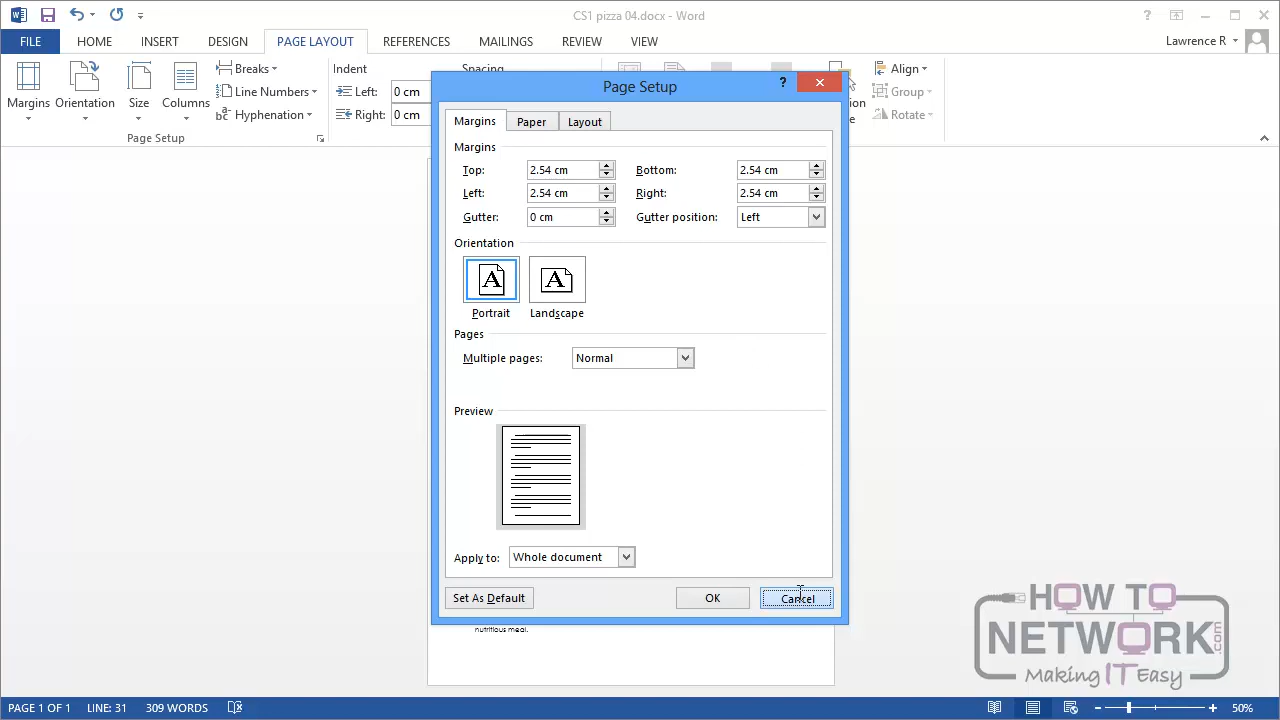 CS1 pizza 04.docx - Word
FILE HOME INSERT DESIGN PAGE LAYOUT REFERENCES MAILINGS REVIEW VIEW Lawrence R
Margins Orientation Size Columns
Breaks
Line Numbers
Hyphenation
Page Setup
Indent Spacing
Left: 0 cm
Right: 0 cm
Align
Group
Rotate
Page Setup
Margins Paper Layout
Margins
Top: 2.54 cm Bottom: 2.54 cm
Left: 2.54 cm Right: 2.54 cm
Gutter: 0 cm Gutter position: Left
Orientation
A A
Portrait Landscape
Pages
Multiple pages: Normal
Preview
Apply to: Whole document
Set As Default OK Cancel
nutritious meal.
HOW TO
NETWORK.com
Making IT Easy
PAGE 1 OF 1 LINE: 31 309 WORDS 50%